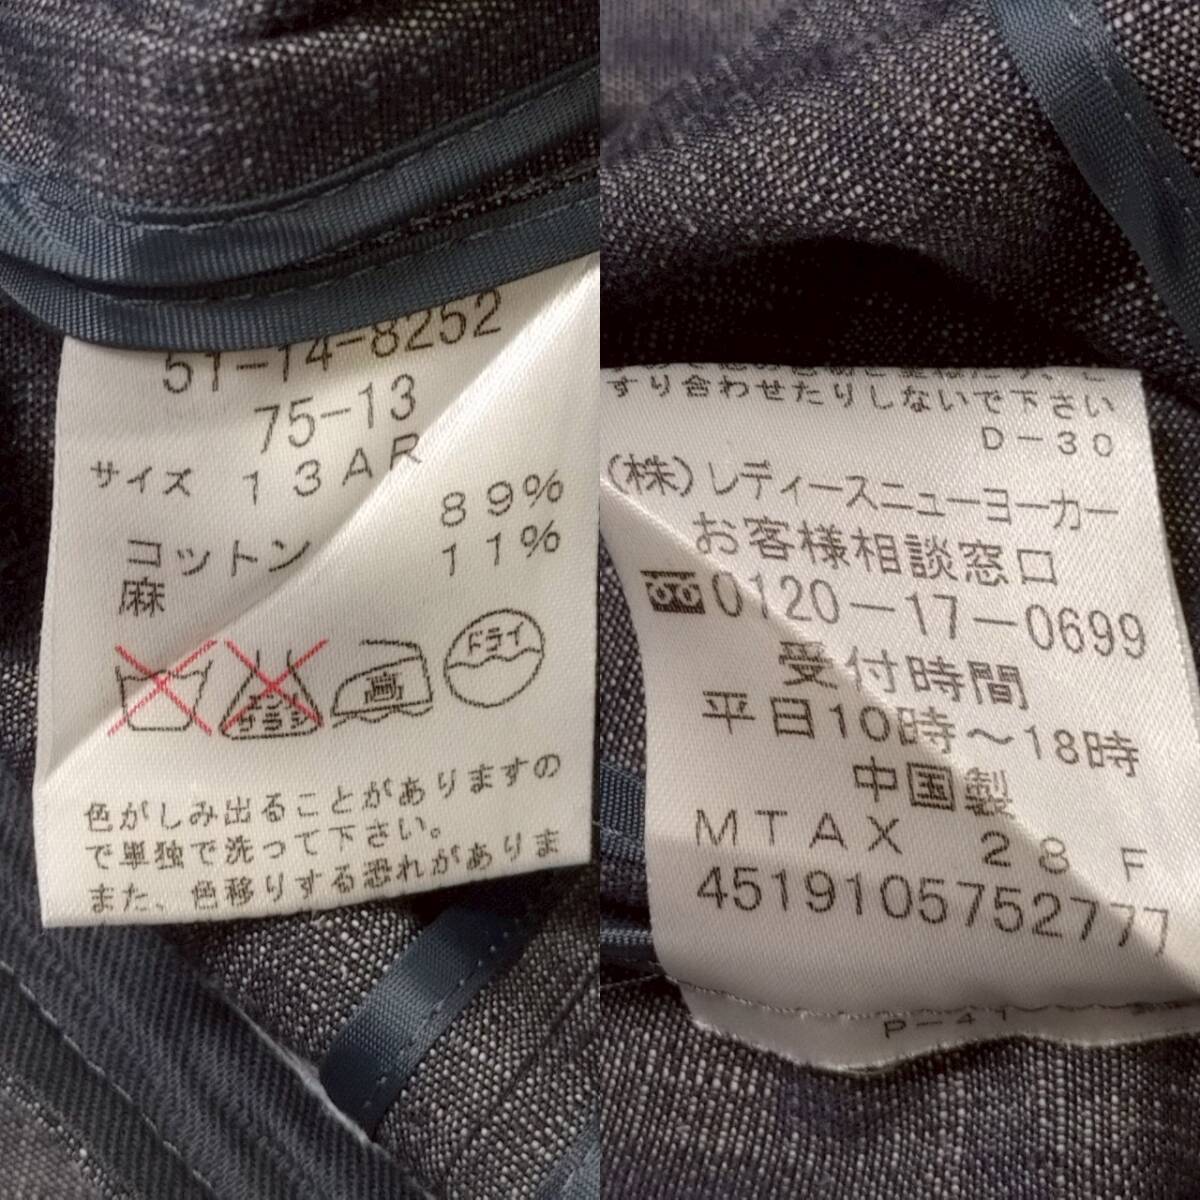 51-14-8252
75-13
サイズ 13AR
コットン 89%
麻 11%
エンソ
サラシ
高
ドライ
色がしみ出ることがありますの
で単独で洗って下さい。
また、色移りする恐れがありま
すり合わせたりしないで下さい
D-30
(株)レディースニューヨーカー
お客様相談窓口
0120-17-0699
受付時間
平日10時〜18時
中国製
MTAX 28 F
4519105752777
P-41